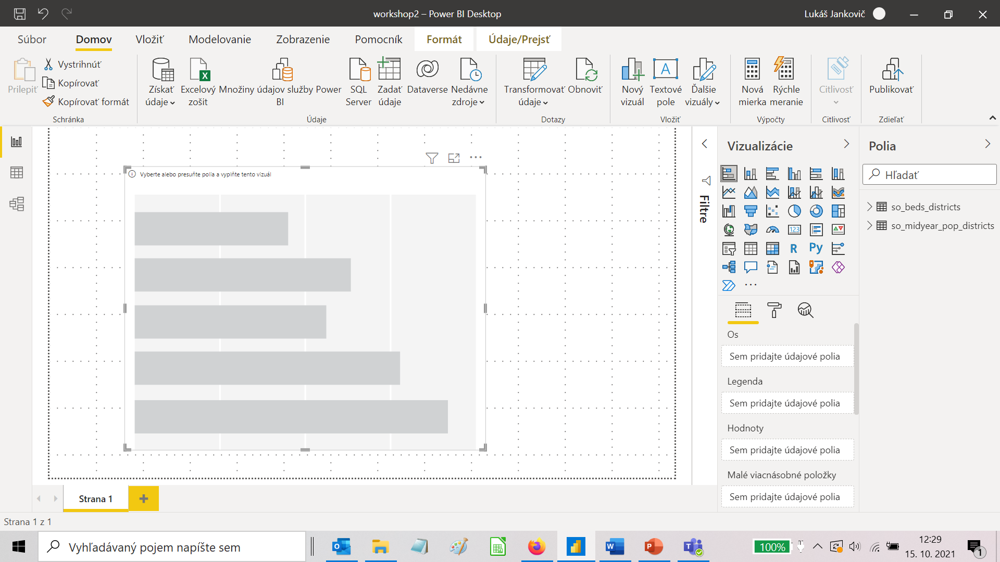 workshop2 – Power BI Desktop
Lukáš Jankovič
Súbor
Domov
Vložiť
Modelovanie
Zobrazenie
Pomocník
Formát
Údaje/Prejsť
Prilepiť
Vystrihnúť
Kopírovať
Kopírovať formát
Schránka
Získať
údaje
Excelový
zošit
Množiny údajov služby Power
BI
SQL
Server
Zadať
údaje
Dataverse
Nedávne
zdroje
Údaje
Transformovať
údaje
Obnoviť
Dotazy
Nový
vizuál
Textové
pole
Ďalšie
vizuály
Vložiť
Nová
mierka
Rýchle
meranie
Výpočty
Citlivosť
Citlivosť
Publikovať
Zdieľať
Vyberte alebo presuňte polia a vyplňte tento vizuál
Filtre
Vizualizácie
123
R
Py
Os
Sem pridajte údajové polia
Legenda
Sem pridajte údajové polia
Hodnoty
Sem pridajte údajové polia
Malé viacnásobné položky
Sem pridajte údajové polia
Polia
Hľadať
so_beds_districts
so_midyear_pop_districts
Strana 1
Strana 1 z 1
Vyhľadávaný pojem napíšte sem
100%
12:29
15. 10. 2021
1